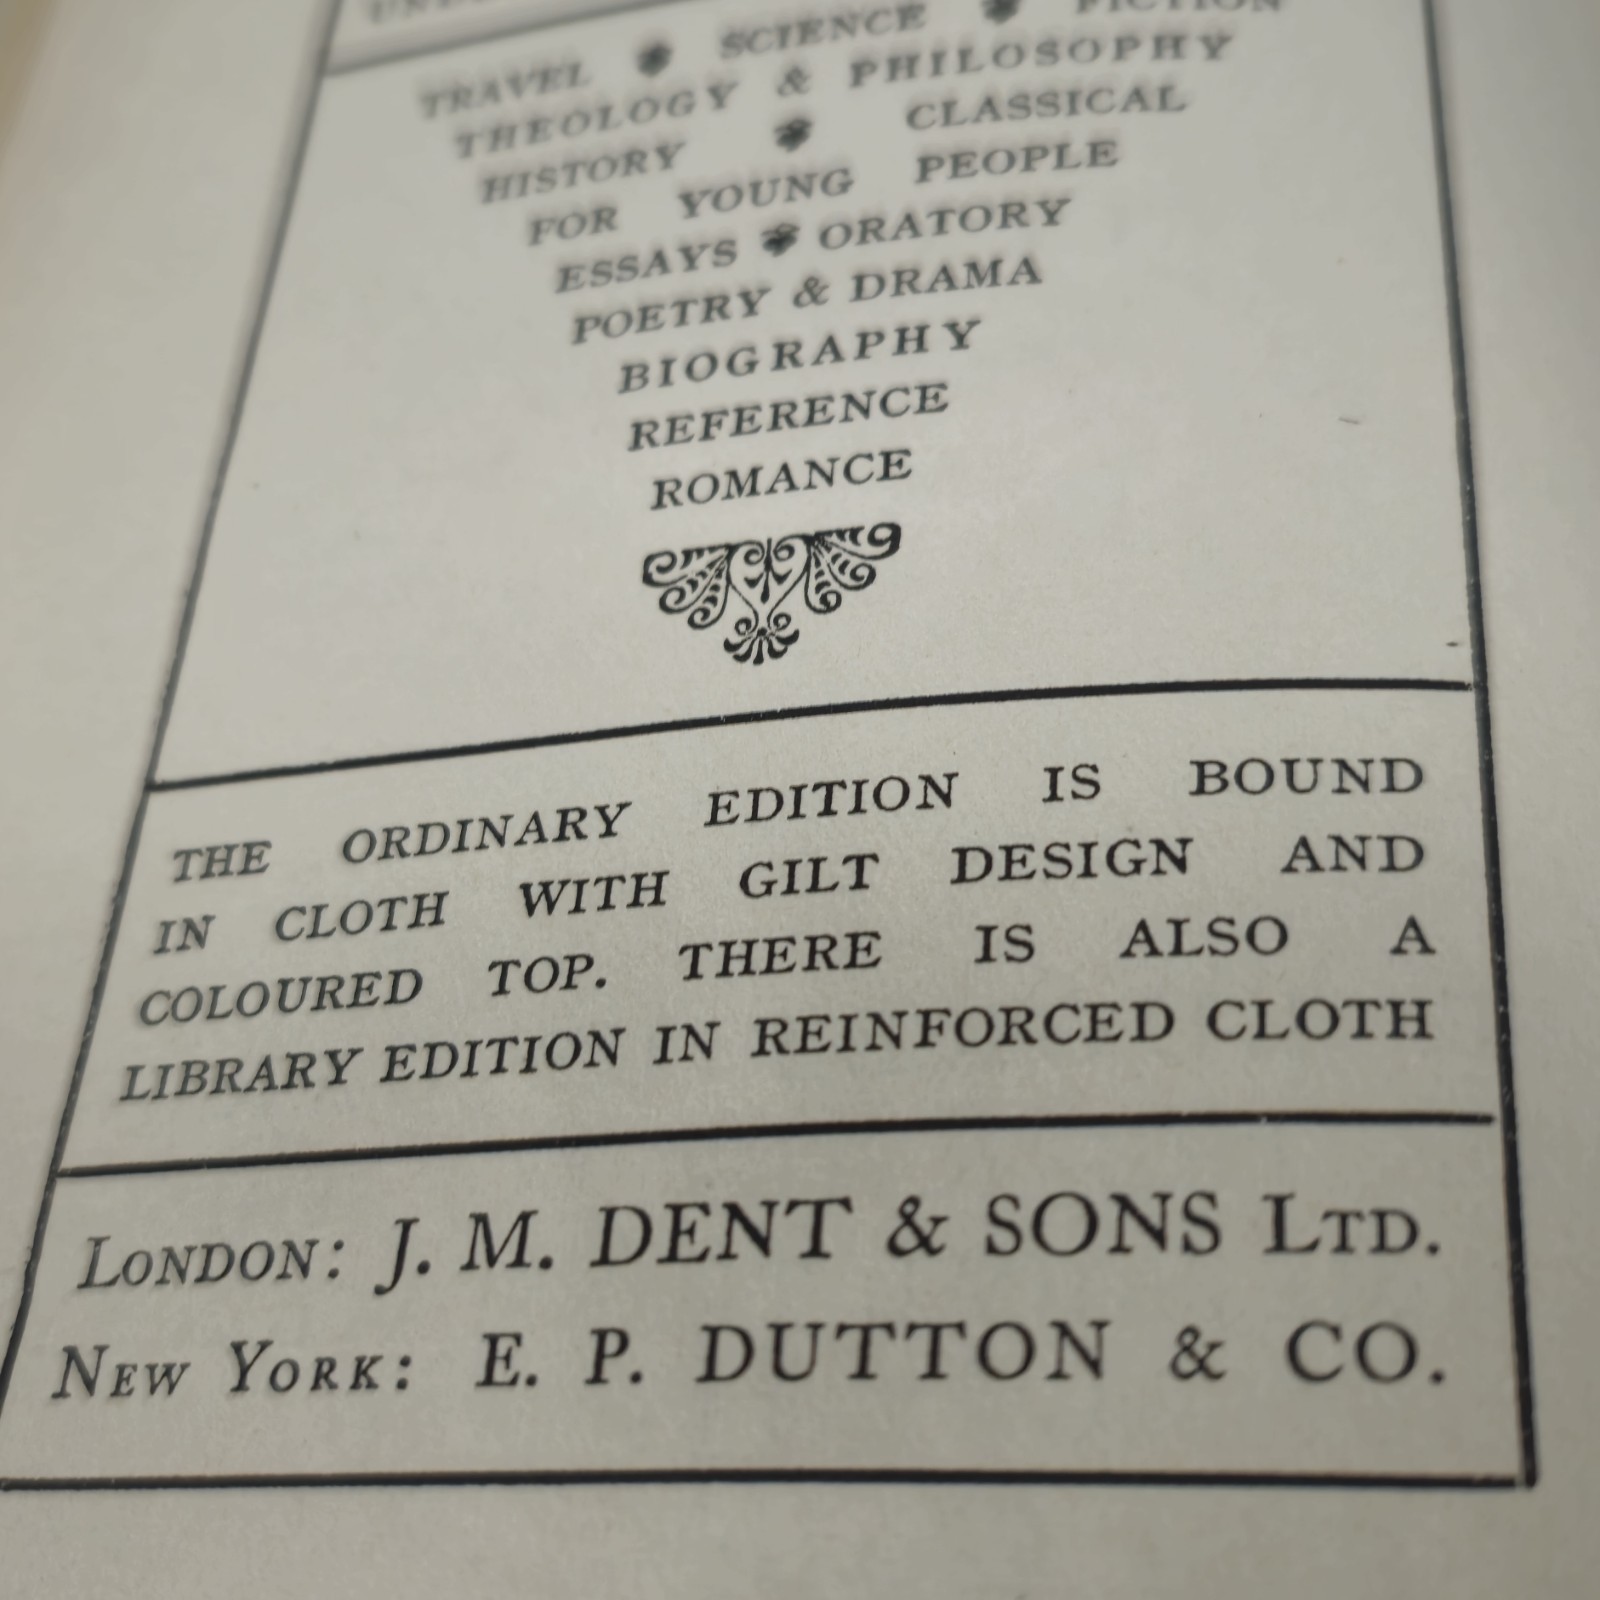 TRAVEL ❦ SCIENCE ❦ FICTION
THEOLOGY & PHILOSOPHY
HISTORY ❦ CLASSICAL
FOR YOUNG PEOPLE
ESSAYS ❦ ORATORY
POETRY & DRAMA
BIOGRAPHY
REFERENCE
ROMANCE
THE ORDINARY EDITION IS BOUND
IN CLOTH WITH GILT DESIGN AND
COLOURED TOP. THERE IS ALSO A
LIBRARY EDITION IN REINFORCED CLOTH
LONDON: J. M. DENT & SONS LTD.
NEW YORK: E. P. DUTTON & CO.